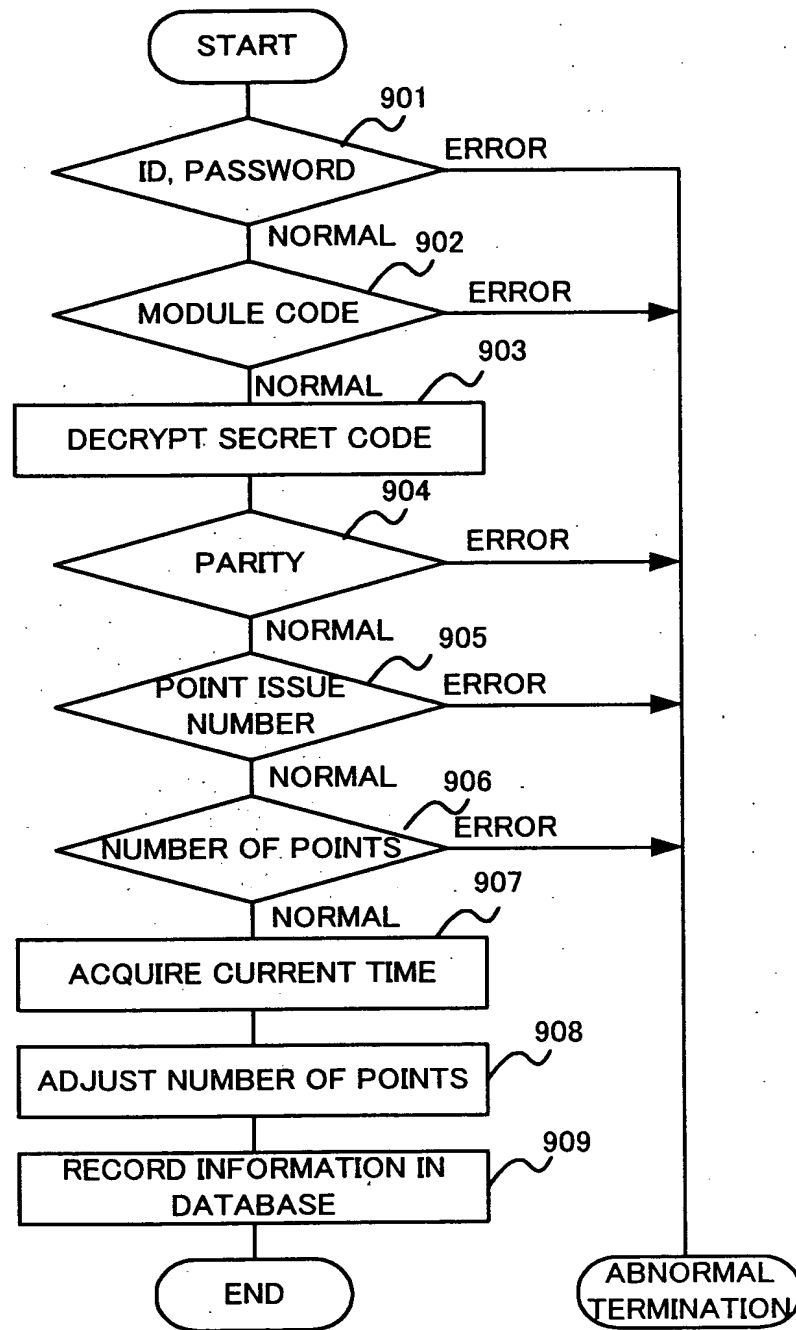 START
901
ID, PASSWORD
ERROR
NORMAL
902
MODULE CODE
ERROR
NORMAL
903
DECRYPT SECRET CODE
904
PARITY
ERROR
NORMAL
905
POINT ISSUE
NUMBER
ERROR
NORMAL
906
NUMBER OF POINTS
ERROR
NORMAL
907
ACQUIRE CURRENT TIME
908
ADJUST NUMBER OF POINTS
909
RECORD INFORMATION IN
DATABASE
END
ABNORMAL
TERMINATION